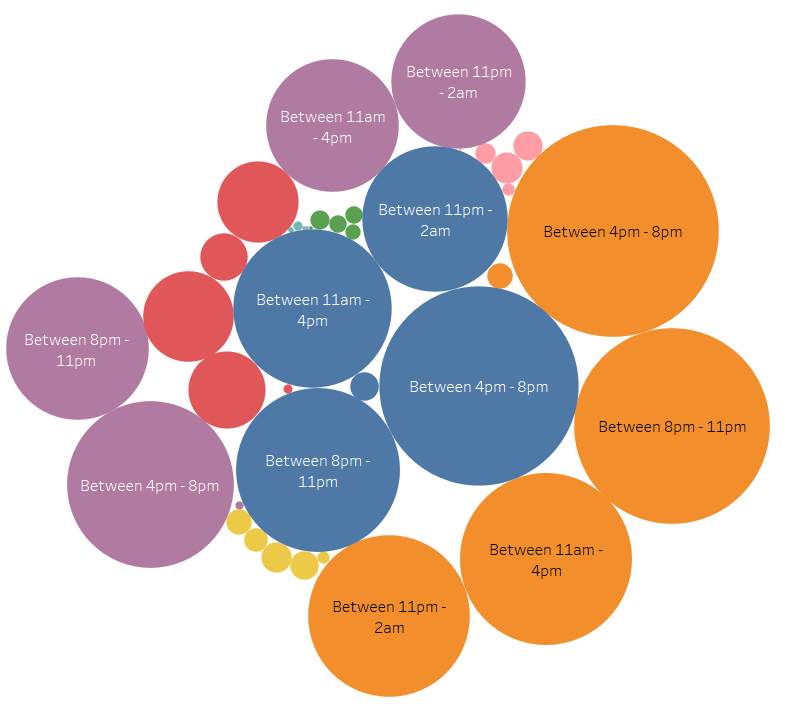 Between 11pm
- 2am
Between 11am
- 4pm
Between 11pm -
2am
Between 4pm - 8pm
Between 11am -
4pm
Between 8pm -
11pm
Between 4pm - 8pm
Between 8pm - 11pm
Between 8pm -
11pm
Between 4pm - 8pm
Between 11am -
4pm
Between 11pm -
2am